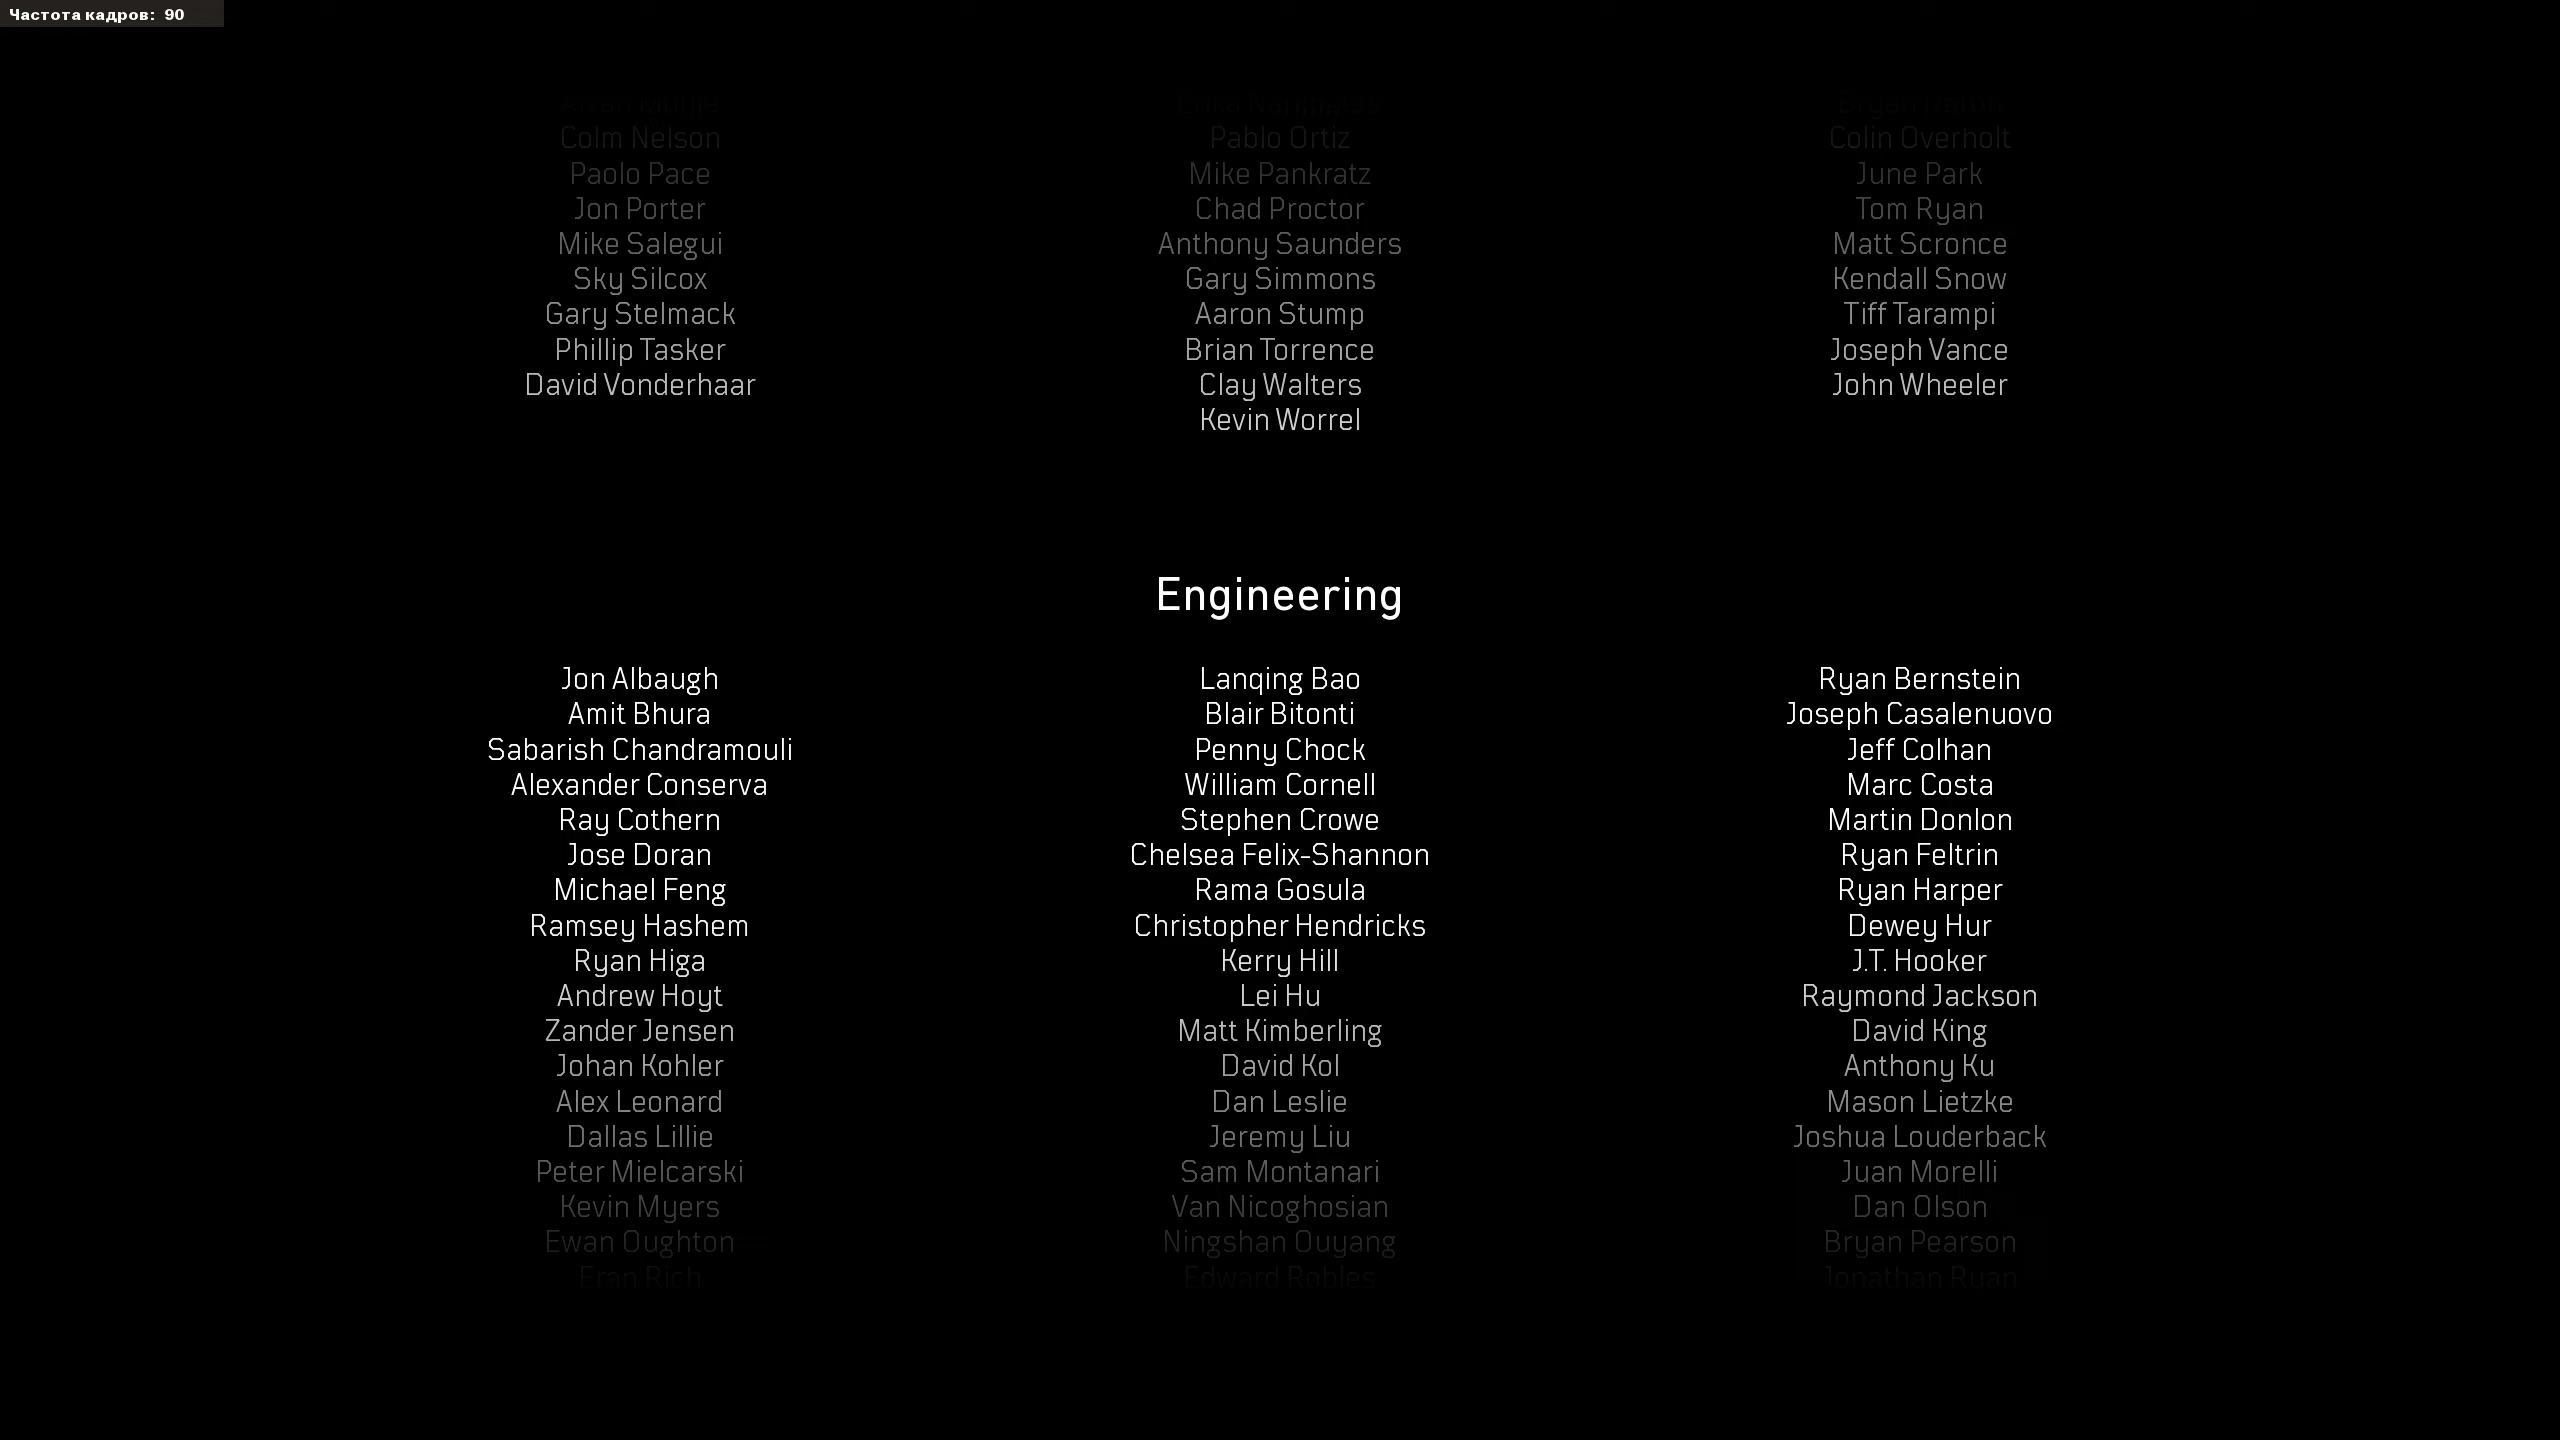 Частота кадров: 90
Colm Nelson Pablo Ortiz Colin Overholt
Paolo Pace Mike Pankratz June Park
Jon Porter Chad Proctor Tom Ryan
Mike Salegui Anthony Saunders Matt Scronce
Sky Silcox Gary Simmons Kendall Snow
Gary Stelmack Aaron Stump Tiff Tarampi
Phillip Tasker Brian Torrence Joseph Vance
David Vonderhaar Clay Walters John Wheeler
Kevin Worrel
Engineering
Jon Albaugh Lanqing Bao Ryan Bernstein
Amit Bhura Blair Bitonti Joseph Casalenuovo
Sabarish Chandramouli Penny Chock Jeff Colhan
Alexander Conserva William Cornell Marc Costa
Ray Cothern Stephen Crowe Martin Donlon
Jose Doran Chelsea Felix-Shannon Ryan Feltrin
Michael Feng Rama Gosula Ryan Harper
Ramsey Hashem Christopher Hendricks Dewey Hur
Ryan Higa Kerry Hill J.T. Hooker
Andrew Hoyt Lei Hu Raymond Jackson
Zander Jensen Matt Kimberling David King
Johan Kohler David Kol Anthony Ku
Alex Leonard Dan Leslie Mason Lietzke
Dallas Lillie Jeremy Liu Joshua Louderback
Peter Mielcarski Sam Montanari Juan Morelli
Kevin Myers Van Nicoghosian Dan Olson
Ewan Oughton Ningshan Ouyang Bryan Pearson
Fran Rich Edward Robles Jonathan Ryan